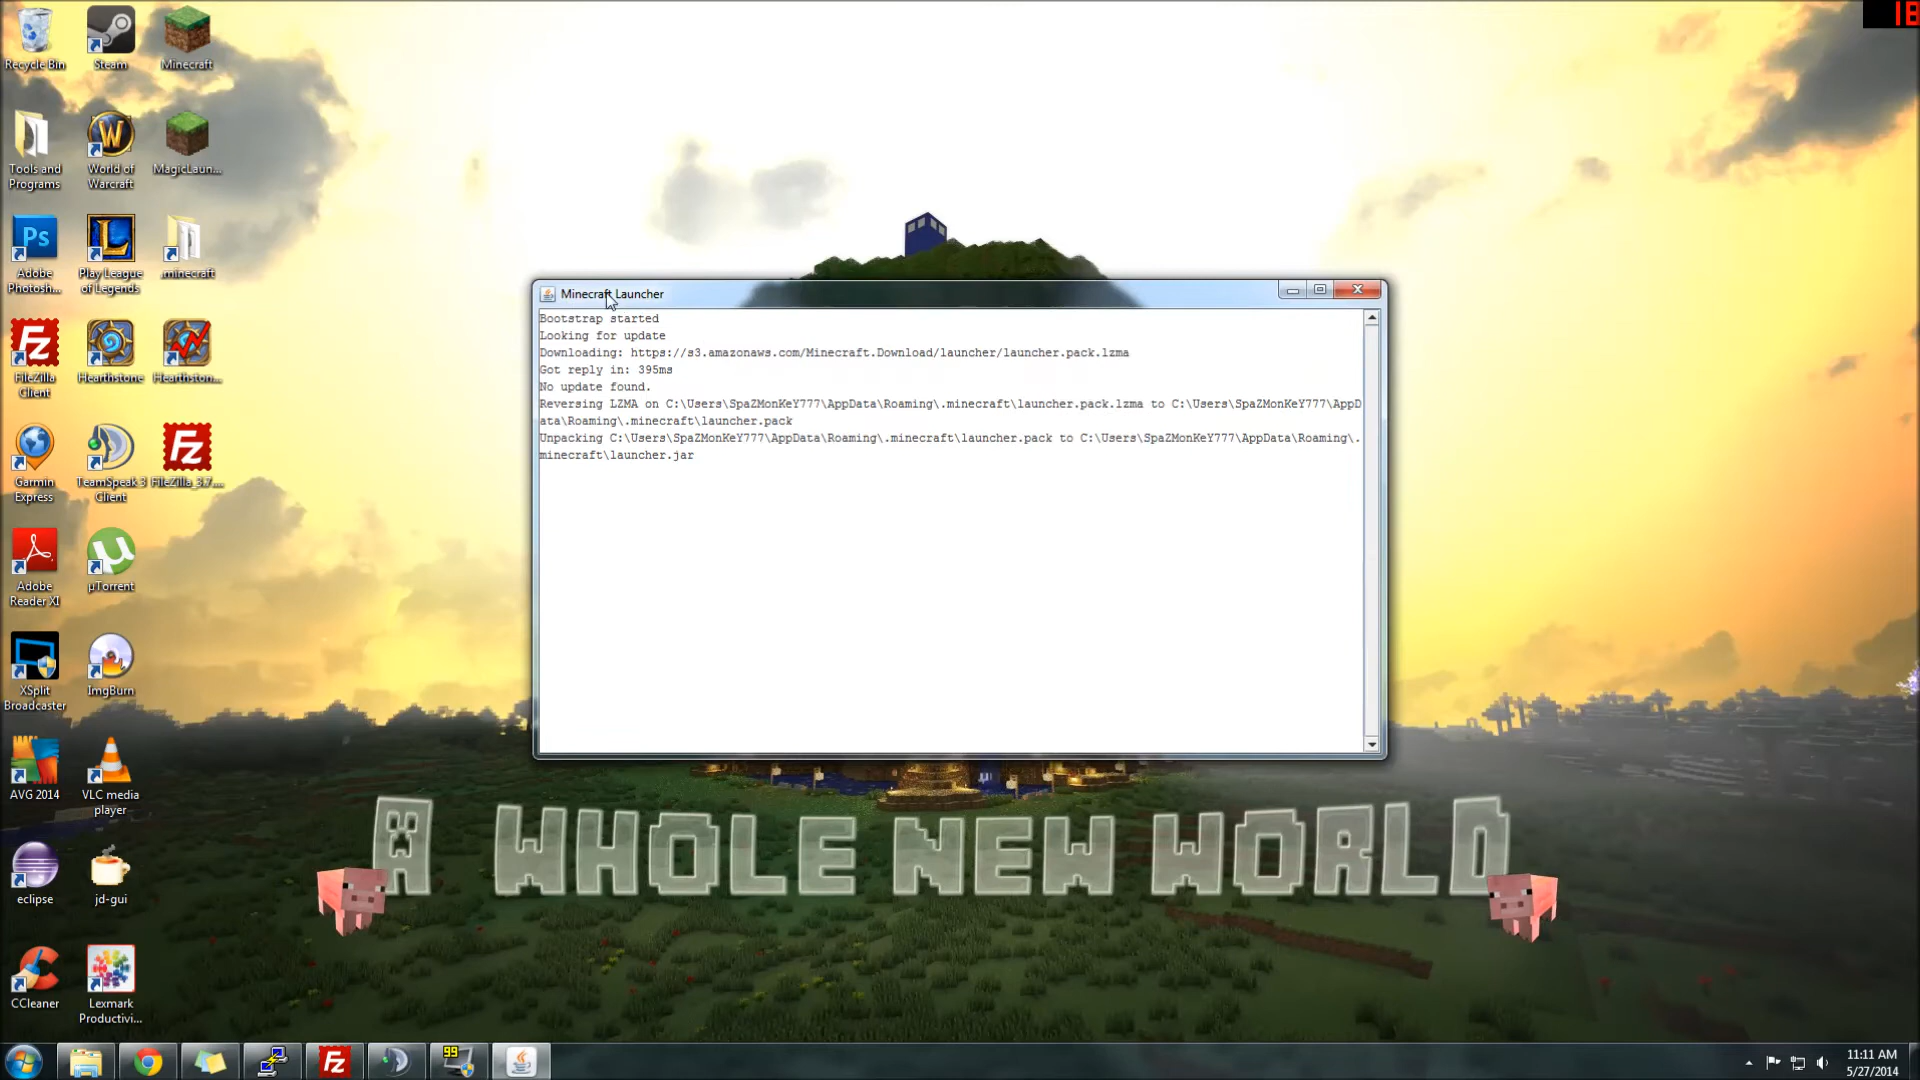 18
Recycle Bin
Steam
Minecraft
Tools and
Programs
World of
Warcraft
MagicLaun...
Ps
Adobe
Photosh...
Play League
of Legends
.minecraft
FileZilla
Client
Hearthstone
Hearthston...
Garmin
Express
TeamSpeak 3
Client
FileZilla_3.7....
Adobe
Reader XI
µTorrent
XSplit
Broadcaster
ImgBurn
AVG 2014
VLC media
player
eclipse
jd-gui
CCleaner
Lexmark
Productivi...
Minecraft Launcher
Bootstrap started
Looking for update
Downloading: https://s3.amazonaws.com/Minecraft.Download/launcher/launcher.pack.lzma
Got reply in: 395ms
No update found.
Reversing LZMA on C:\Users\SpaZMonKeY777\AppData\Roaming\.minecraft\launcher.pack.lzma to C:\Users\SpaZMonKeY777\AppD
ata\Roaming\.minecraft\launcher.pack
Unpacking C:\Users\SpaZMonKeY777\AppData\Roaming\.minecraft\launcher.pack to C:\Users\SpaZMonKeY777\AppData\Roaming\.
minecraft\launcher.jar
A WHOLE NEW WORLD
Fz
99
11:11 AM
5/27/2014